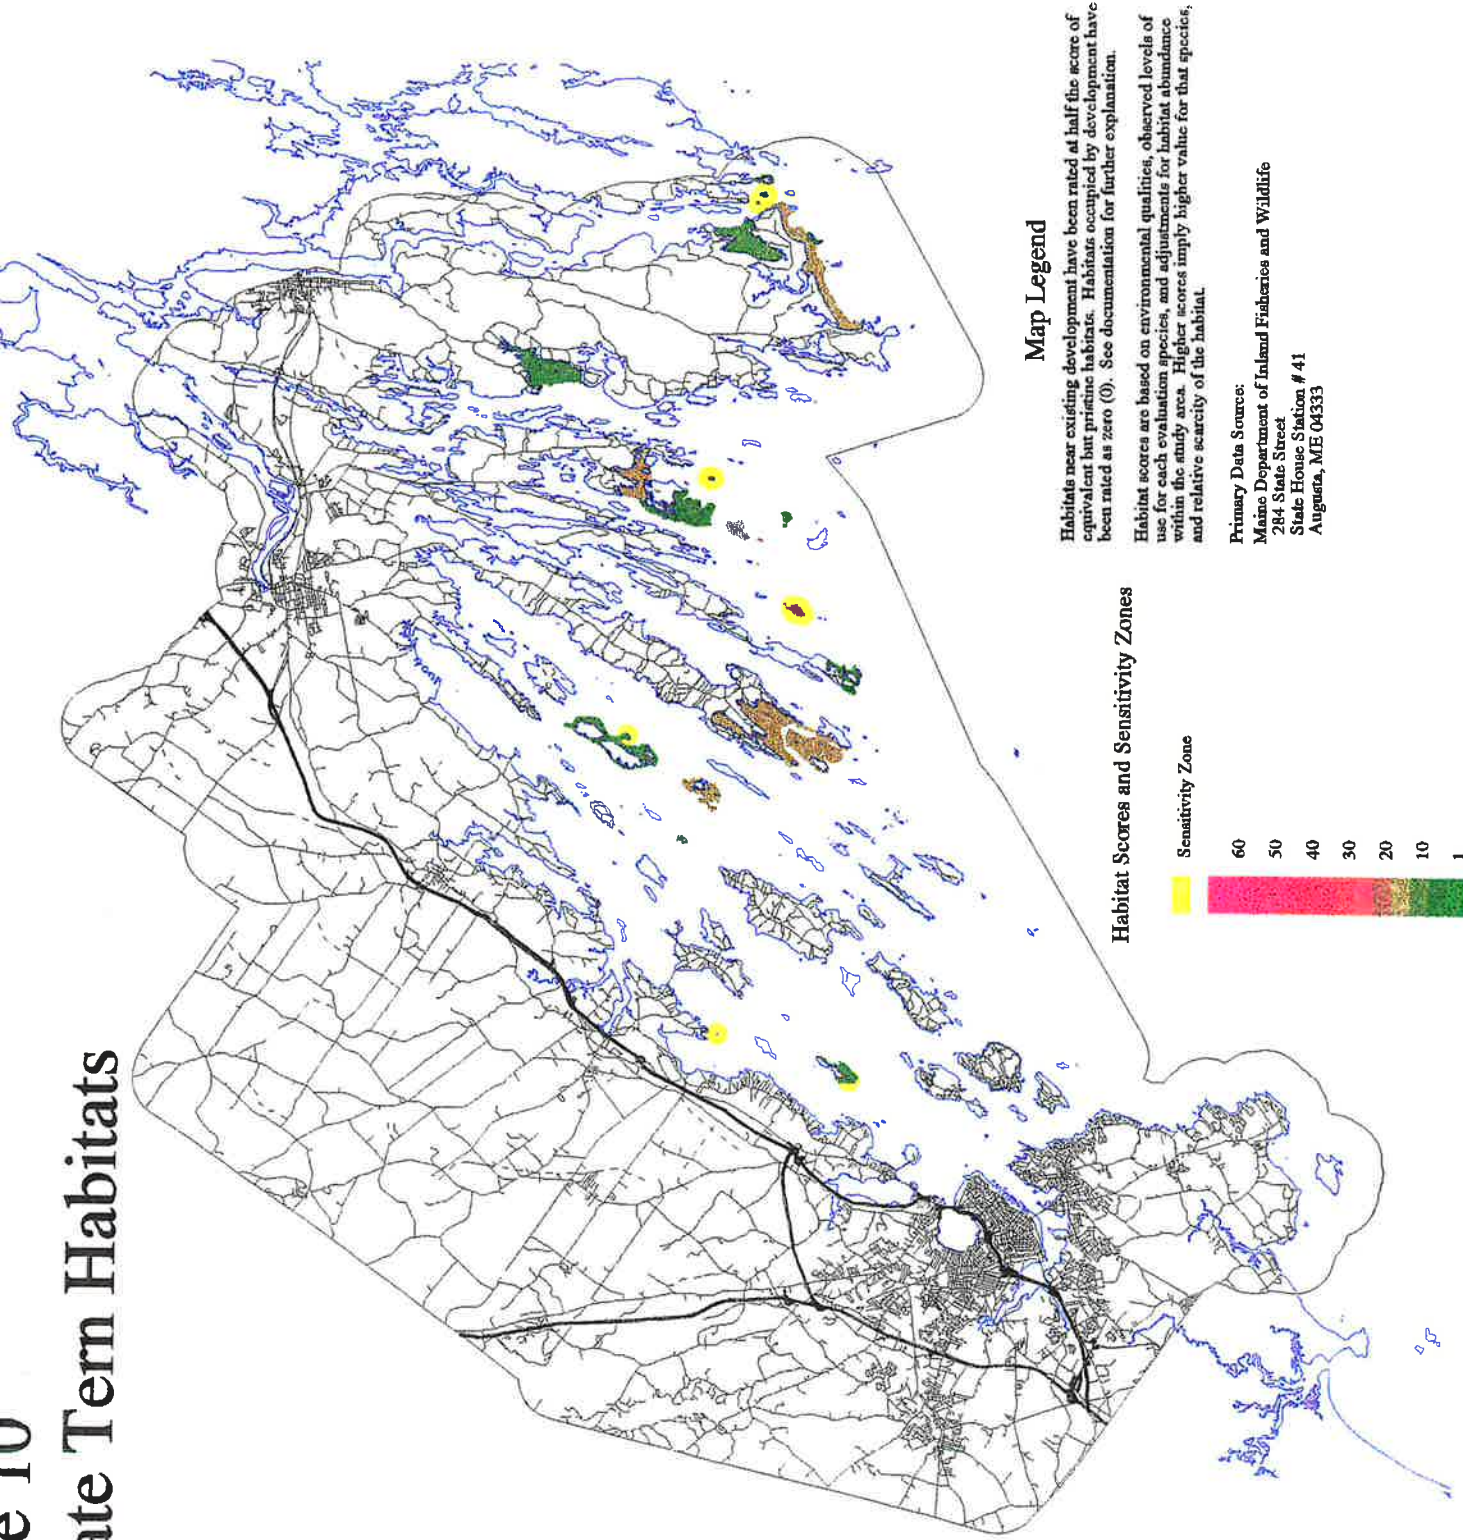 e 10
ate Tern Habitats
Map Legend
Habitats near existing development have been rated at half the score of
equivalent but pristine habitats. Habitats occupied by development have
been rated as zero (0). See documentation for further explanation.
Habitat scores are based on environmental qualities, observed levels of
use for each evaluation species, and adjustments for habitat abundance
within the study area. Higher scores imply higher value for that species,
and relative scarcity of the habitat.
Primary Data Source:
Maine Department of Inland Fisheries and Wildlife
284 State Street
State House Station #41
Augusta, ME 04333
Habitat Scores and Sensitivity Zones
Sensitivity Zone
60
50
40
30
20
10
1